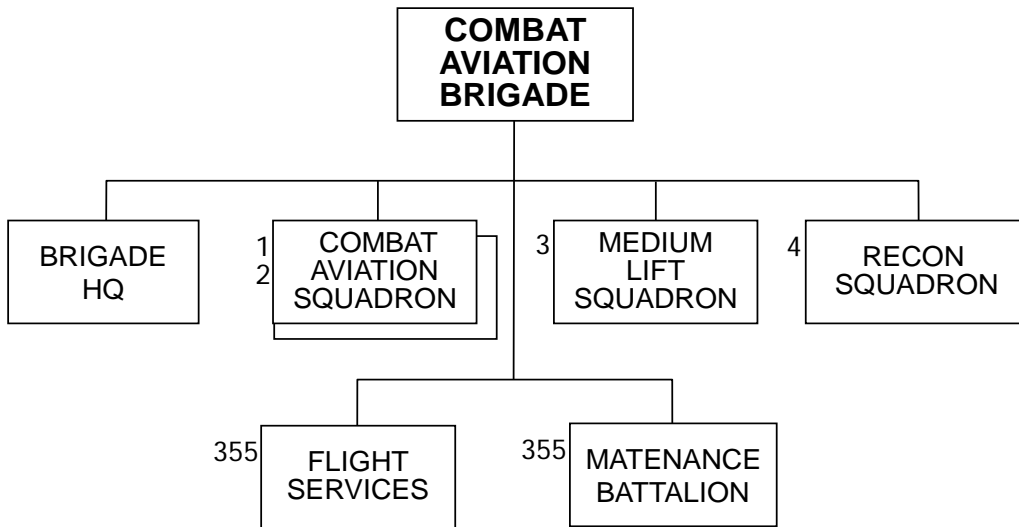 COMBAT
AVIATION
BRIGADE
BRIGADE
HQ
1
2
COMBAT
AVIATION
SQUADRON
3
MEDIUM
LIFT
SQUADRON
4
RECON
SQUADRON
355
FLIGHT
SERVICES
355
MATENANCE
BATTALION